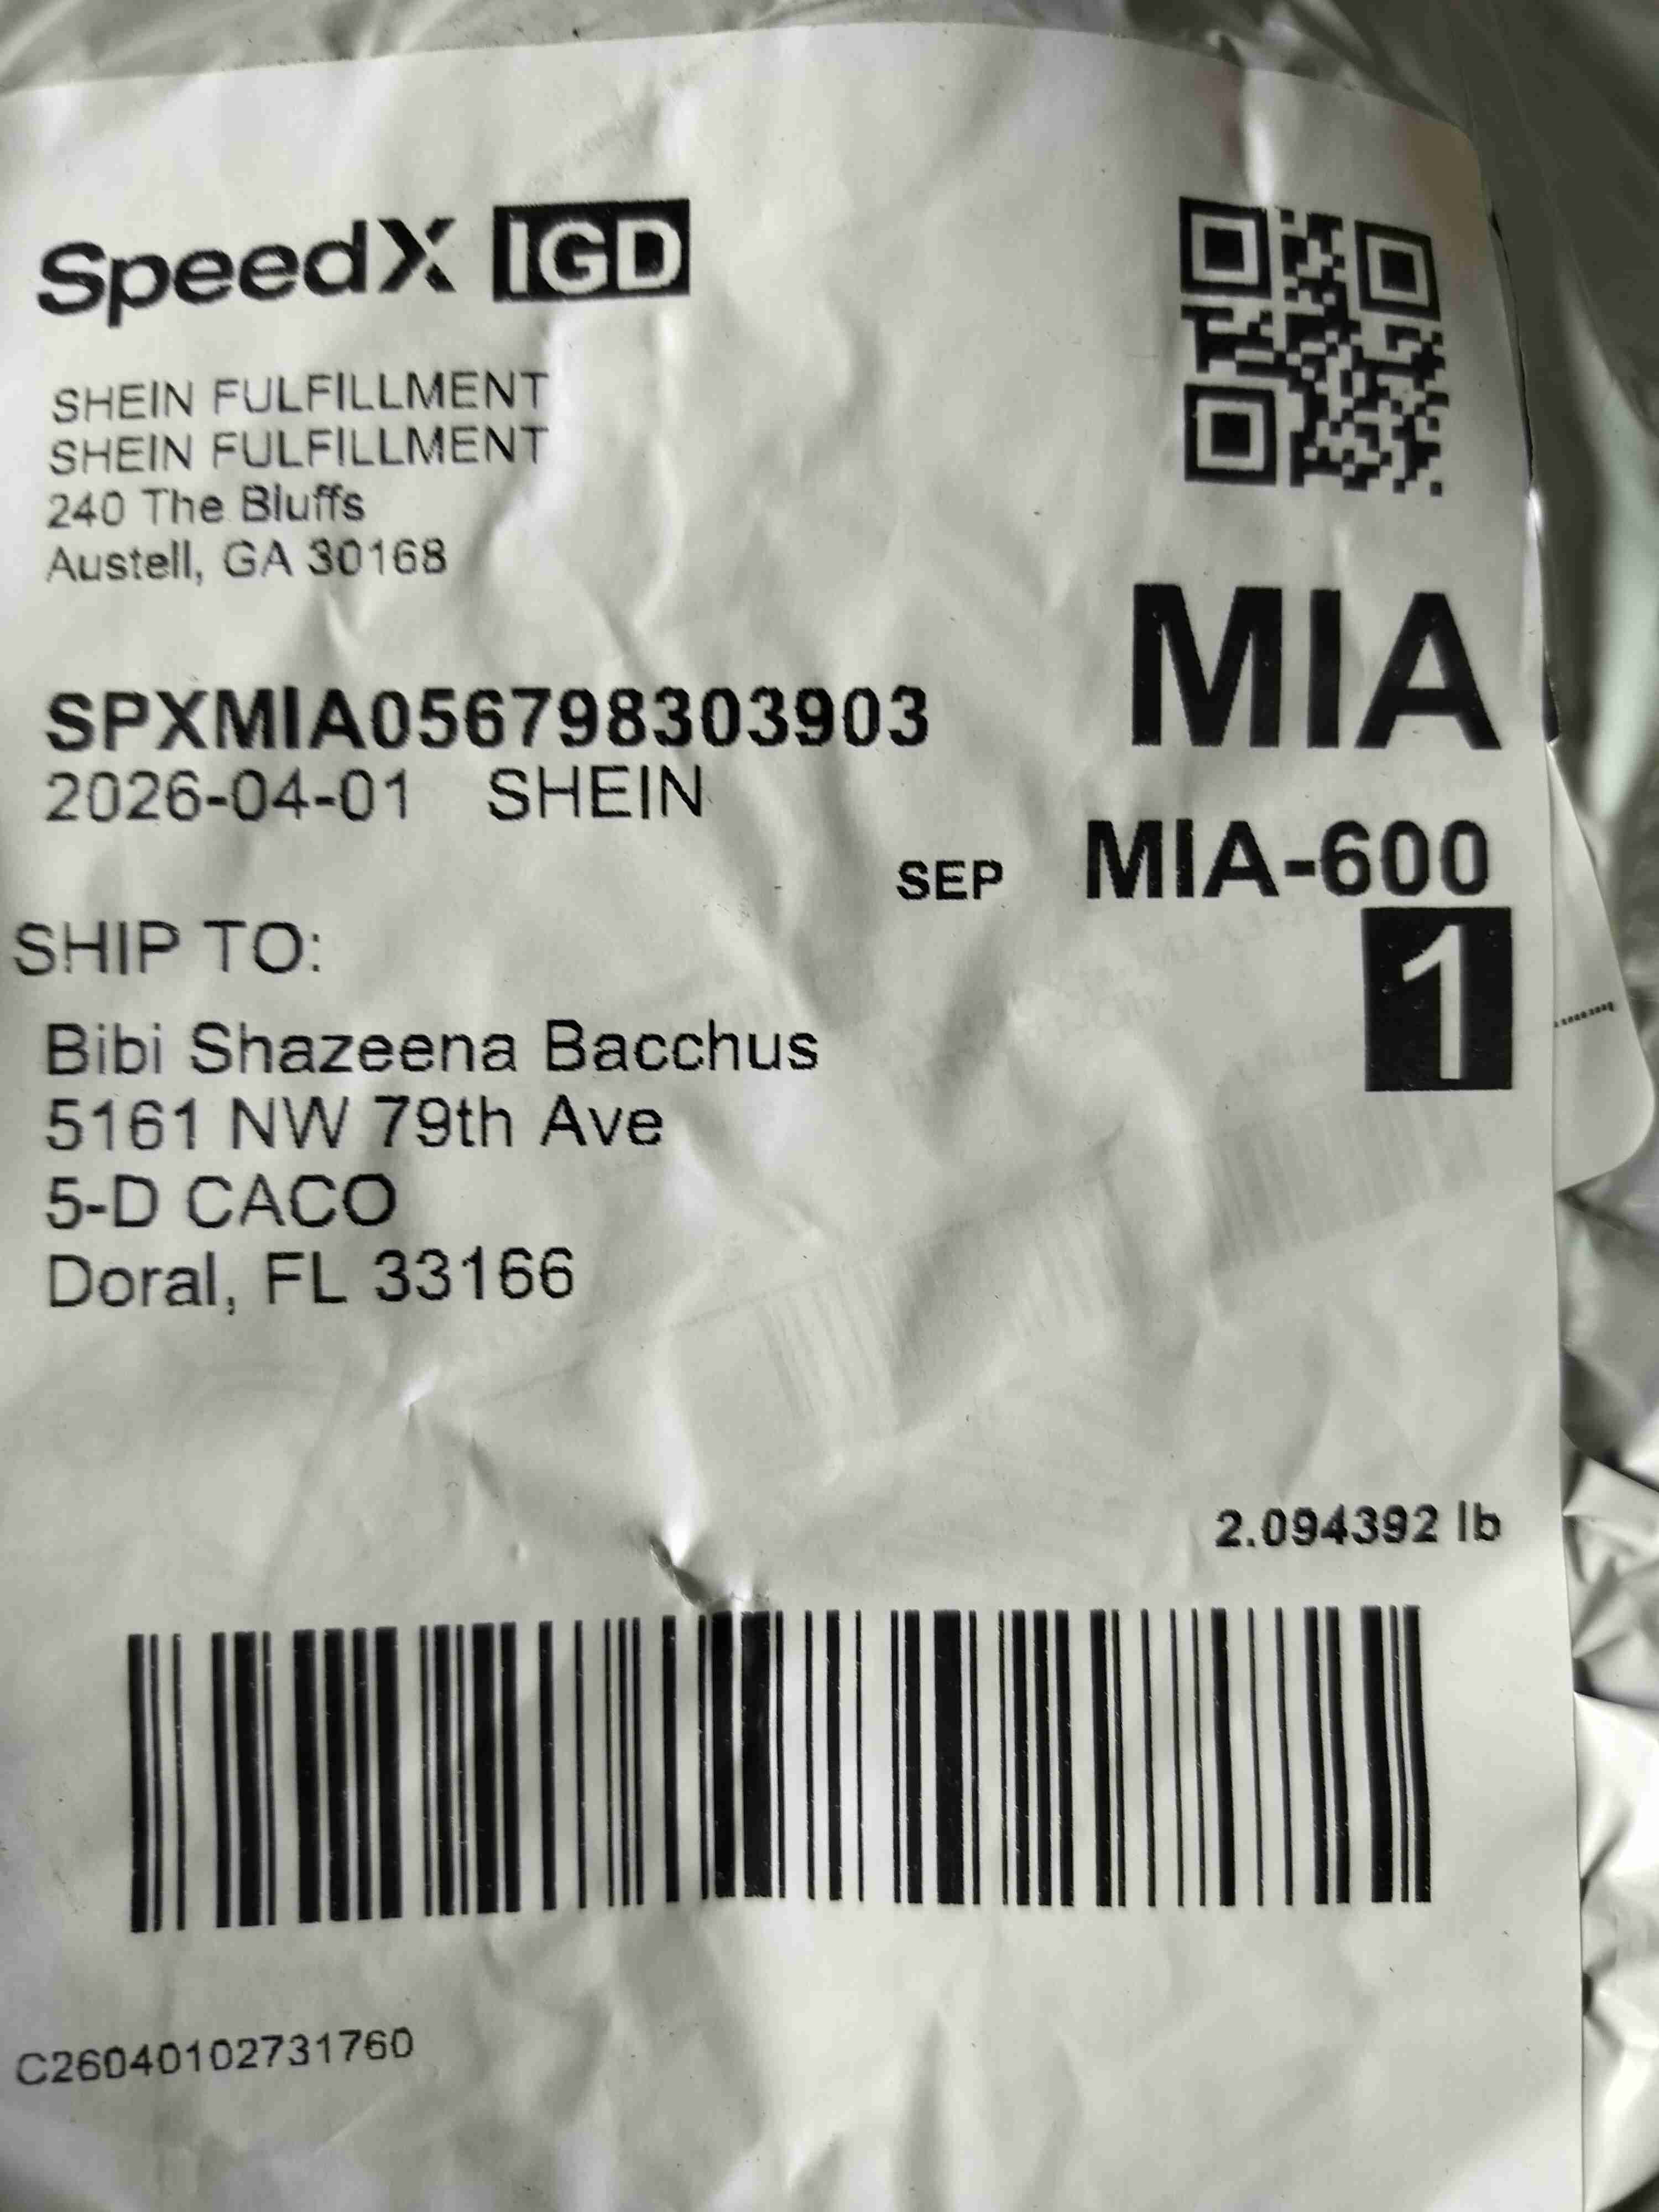 SpeedX IGD
SHEIN FULFILLMENT
SHEIN FULFILLMENT
240 The Bluffs
Austell, GA 30168
MIA
SPXMIA056798303903
2026-04-01 SHEIN
SEP MIA-600
1
SHIP TO:
Bibi Shazeena Bacchus
5161 NW 79th Ave
5-D CACO
Doral, FL 33166
2.094392 lb
C26040102731760